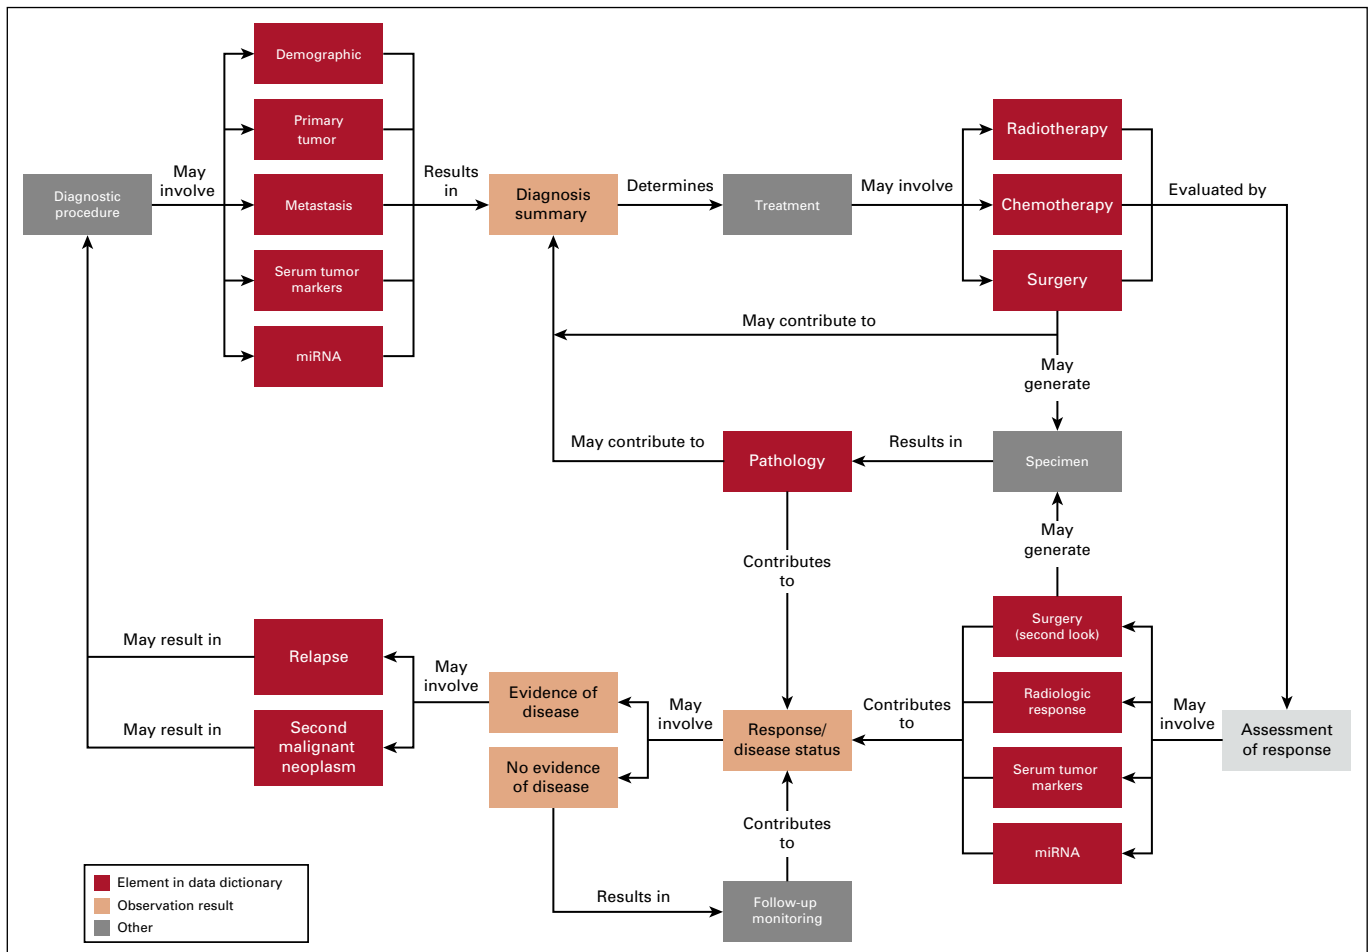 Demographic
Primary
tumor
Metastasis
Serum tumor
markers
miRNA
Diagnostic
procedure
May
involve
Results
in
Diagnosis
summary
Determines
Treatment
May involve
Radiotherapy
Chemotherapy
Surgery
Evaluated by
May contribute to
May
generate
May contribute to
Pathology
Results in
Specimen
May
generate
Contributes
to
Surgery
(second look)
Radiologic
response
Serum tumor
markers
miRNA
May
involve
Assessment
of response
Contributes
to
Response/
disease status
May
involve
Evidence of
disease
No evidence
of disease
May
involve
Relapse
Second
malignant
neoplasm
May result in
May result in
Contributes
to
Results in
Follow-up
monitoring
Element in data dictionary
Observation result
Other